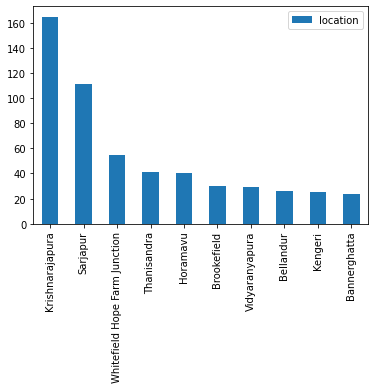 location
160
140
120
100
80
60
40
20
0
Krishnarajapura
Sarjapur
Whitefield Hope Farm Junction
Thanisandra
Horamavu
Brookefield
Vidyaranyapura
Bellandur
Kengeri
Bannerghatta